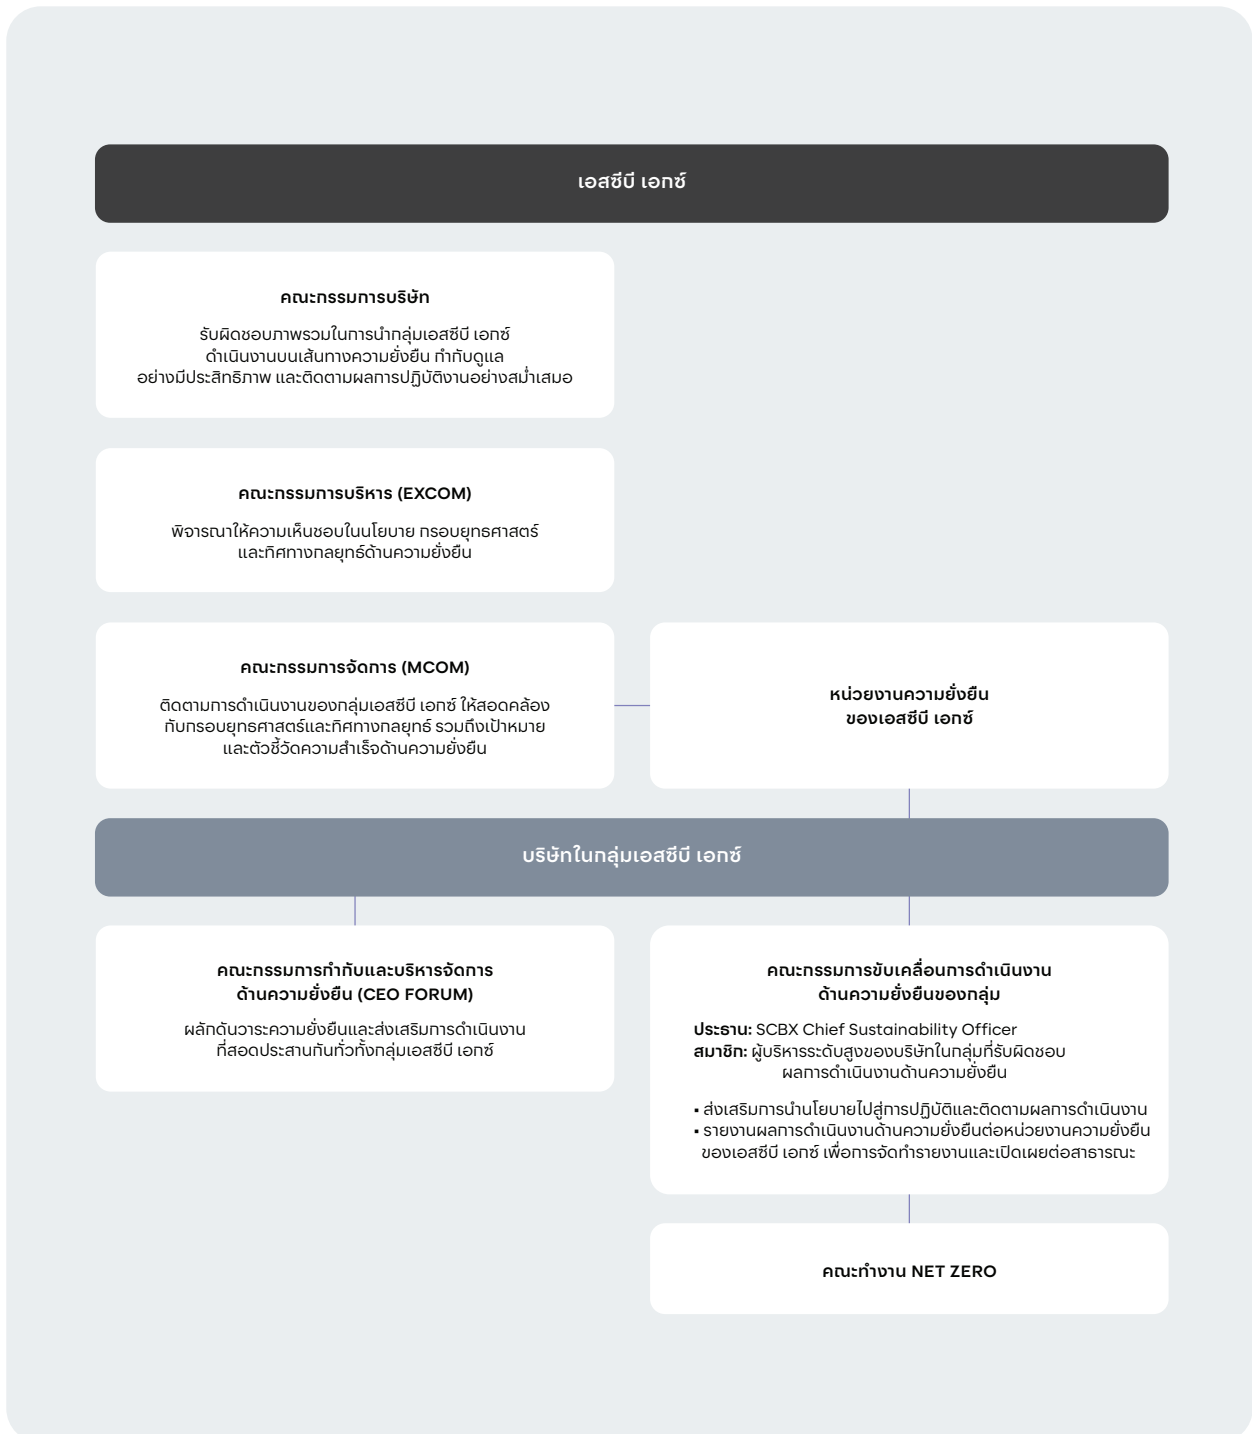 เอสซีบี เอกซ์
คณะกรรมการบริษัท
รับผิดชอบภาพรวมในการนำกลุ่มเอสซีบี เอกซ์
ดำเนินงานบนเส้นทางความยั่งยืน กำกับดูแล
อย่างมีประสิทธิภาพ และติดตามผลการปฏิบัติงานอย่างสม่ำเสมอ
คณะกรรมการบริหาร (EXCOM)
พิจารณาให้ความเห็นชอบในนโยบาย กรอบยุทธศาสตร์
และทิศทางกลยุทธ์ด้านความยั่งยืน
คณะกรรมการจัดการ (MCOM)
ติดตามการดำเนินงานของกลุ่มเอสซีบี เอกซ์ ให้สอดคล้อง
กับกรอบยุทธศาสตร์และทิศทางกลยุทธ์ รวมถึงเป้าหมาย
และตัวชี้วัดความสำเร็จด้านความยั่งยืน
หน่วยงานความยั่งยืน
ของเอสซีบี เอกซ์
บริษัทในกลุ่มเอสซีบี เอกซ์
คณะกรรมการกำกับและบริหารจัดการ
ด้านความยั่งยืน (CEO FORUM)
ผลักดันวาระความยั่งยืนและส่งเสริมการดำเนินงาน
ที่สอดประสานกันทั่วทั้งกลุ่มเอสซีบี เอกซ์
คณะกรรมการขับเคลื่อนการดำเนินงาน
ด้านความยั่งยืนของกลุ่ม
ประธาน: SCBX Chief Sustainability Officer
สมาชิก: ผู้บริหารระดับสูงของบริษัทในกลุ่มที่รับผิดชอบ
ผลการดำเนินงานด้านความยั่งยืน
▪ ส่งเสริมการนำนโยบายไปสู่การปฏิบัติและติดตามผลการดำเนินงาน
▪ รายงานผลการดำเนินงานด้านความยั่งยืนต่อหน่วยงานความยั่งยืน
ของเอสซีบี เอกซ์ เพื่อการจัดทำรายงานและเปิดเผยต่อสาธารณะ
คณะทำงาน NET ZERO